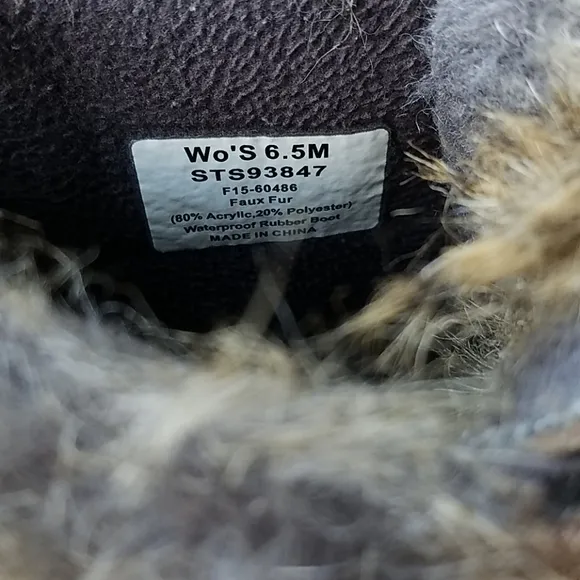 Wo'S 6.5M
STS93847
F15-60486
Faux Fur
(80% Acrylic,20% Polyester)
Waterproof Rubber Boot
MADE IN CHINA